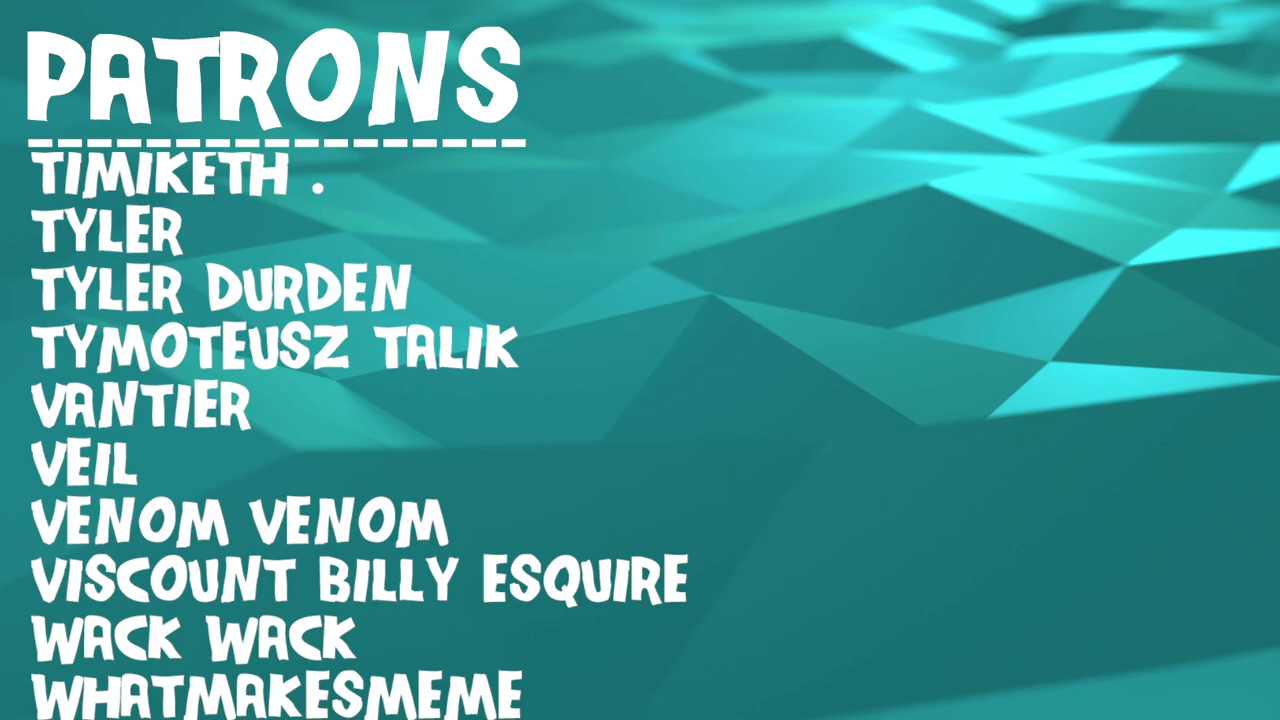 PATRONS
-----------------
TIMIKETH .
TYLER
TYLER DURDEN
TYMOTEUSZ TALIK
VANTIER
VEIL
VENOM VENOM
VISCOUNT BILLY ESQUIRE
WACK WACK
WHATMAKESMEME